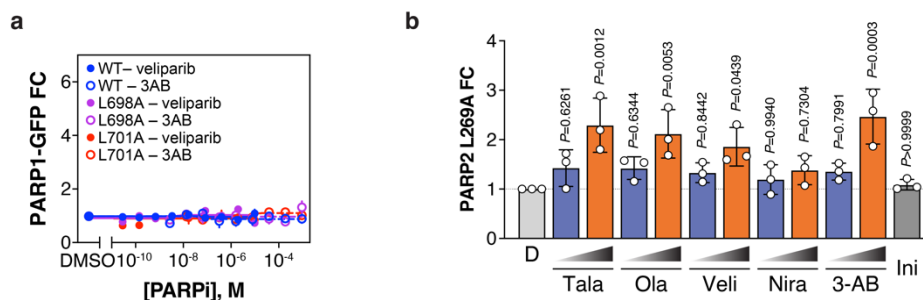 a
PARP1-GFP FC
6
4
2
0
WT– veliparib
WT – 3AB
L698A – veliparib
L698A – 3AB
L701A – veliparib
L701A – 3AB
DMSO 10⁻¹⁰ 10⁻⁸ 10⁻⁶ 10⁻⁴
[PARPi], M
b
PARP2 L269A FC
4
3
2
1
0
P=0.6261
P=0.0012
P=0.6344
P=0.0053
P=0.8442
P=0.0439
P=0.9940
P=0.7304
P=0.7991
P=0.0003
P>0.9999
D
Tala
Ola
Veli
Nira
3-AB
Ini